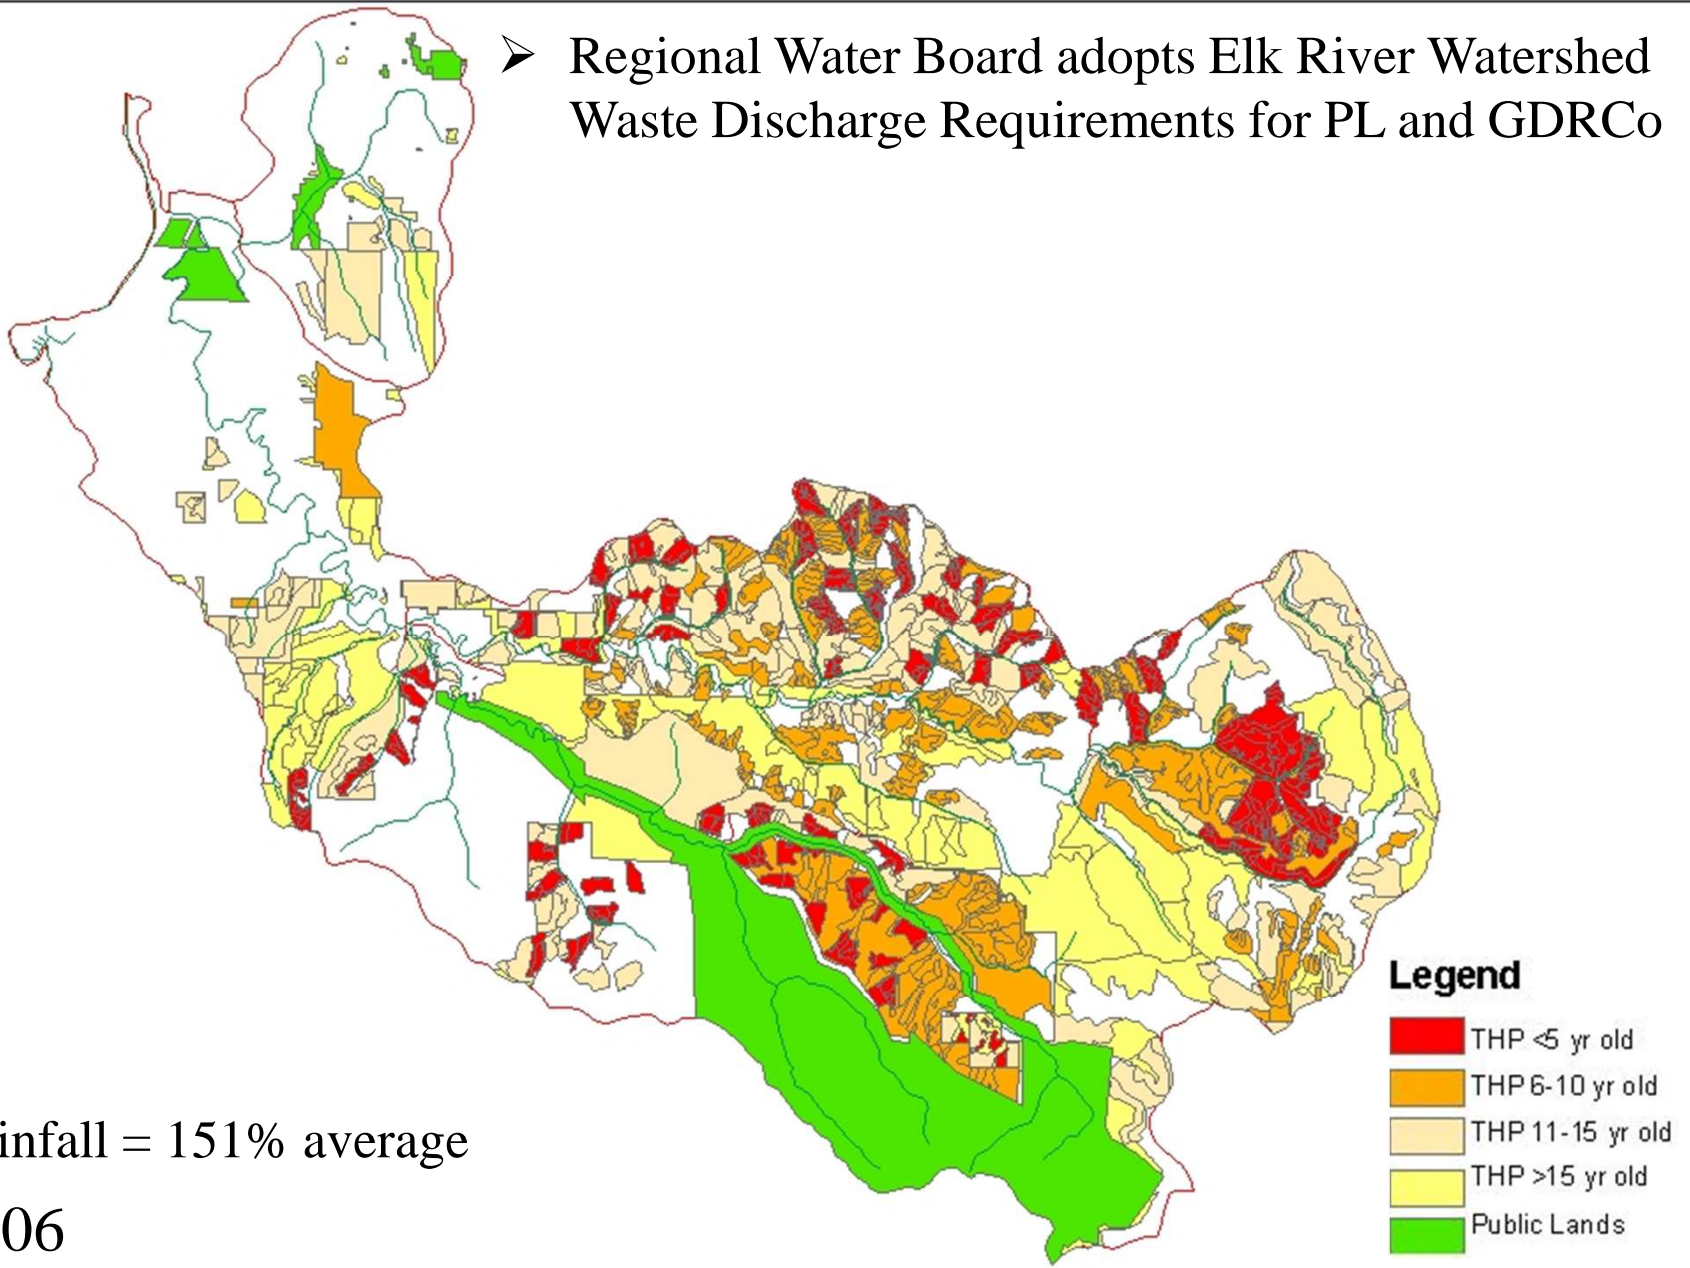 ➢ Regional Water Board adopts Elk River Watershed
Waste Discharge Requirements for PL and GDRCo
infall = 151% average
06
Legend
THP <5 yr old
THP 6-10 yr old
THP 11-15 yr old
THP >15 yr old
Public Lands